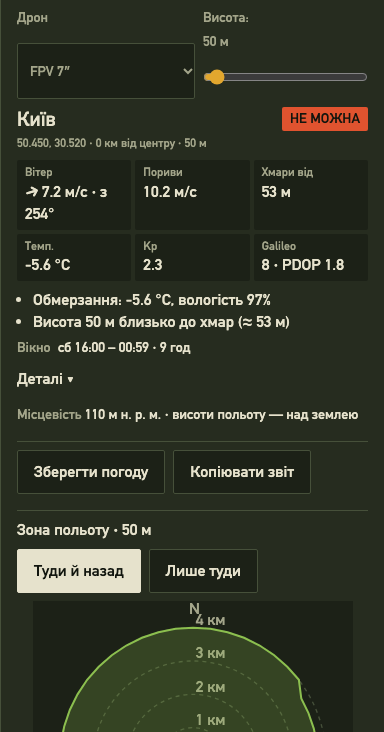 Дрон
Висота:
50 м
FPV 7″
Київ
НЕ МОЖНА
50.450, 30.520 · 0 км від центру · 50 м
Вітер
➔ 7.2 м/с · з
254°
Пориви
10.2 м/с
Хмари від
53 м
Темп.
-5.6 °C
Kp
2.3
Galileo
8 · PDOP 1.8
• Обмерзання: -5.6 °C, вологість 97%
• Висота 50 м близько до хмар (≈ 53 м)
Вікно сб 16:00 – 00:59 · 9 год
Деталі ▾
Місцевість 110 м н. р. м. · висоти польоту — над землею
Зберегти погоду
Копіювати звіт
Зона польоту · 50 м
Туди й назад
Лише туди
N
4 км
3 км
2 км
1 км